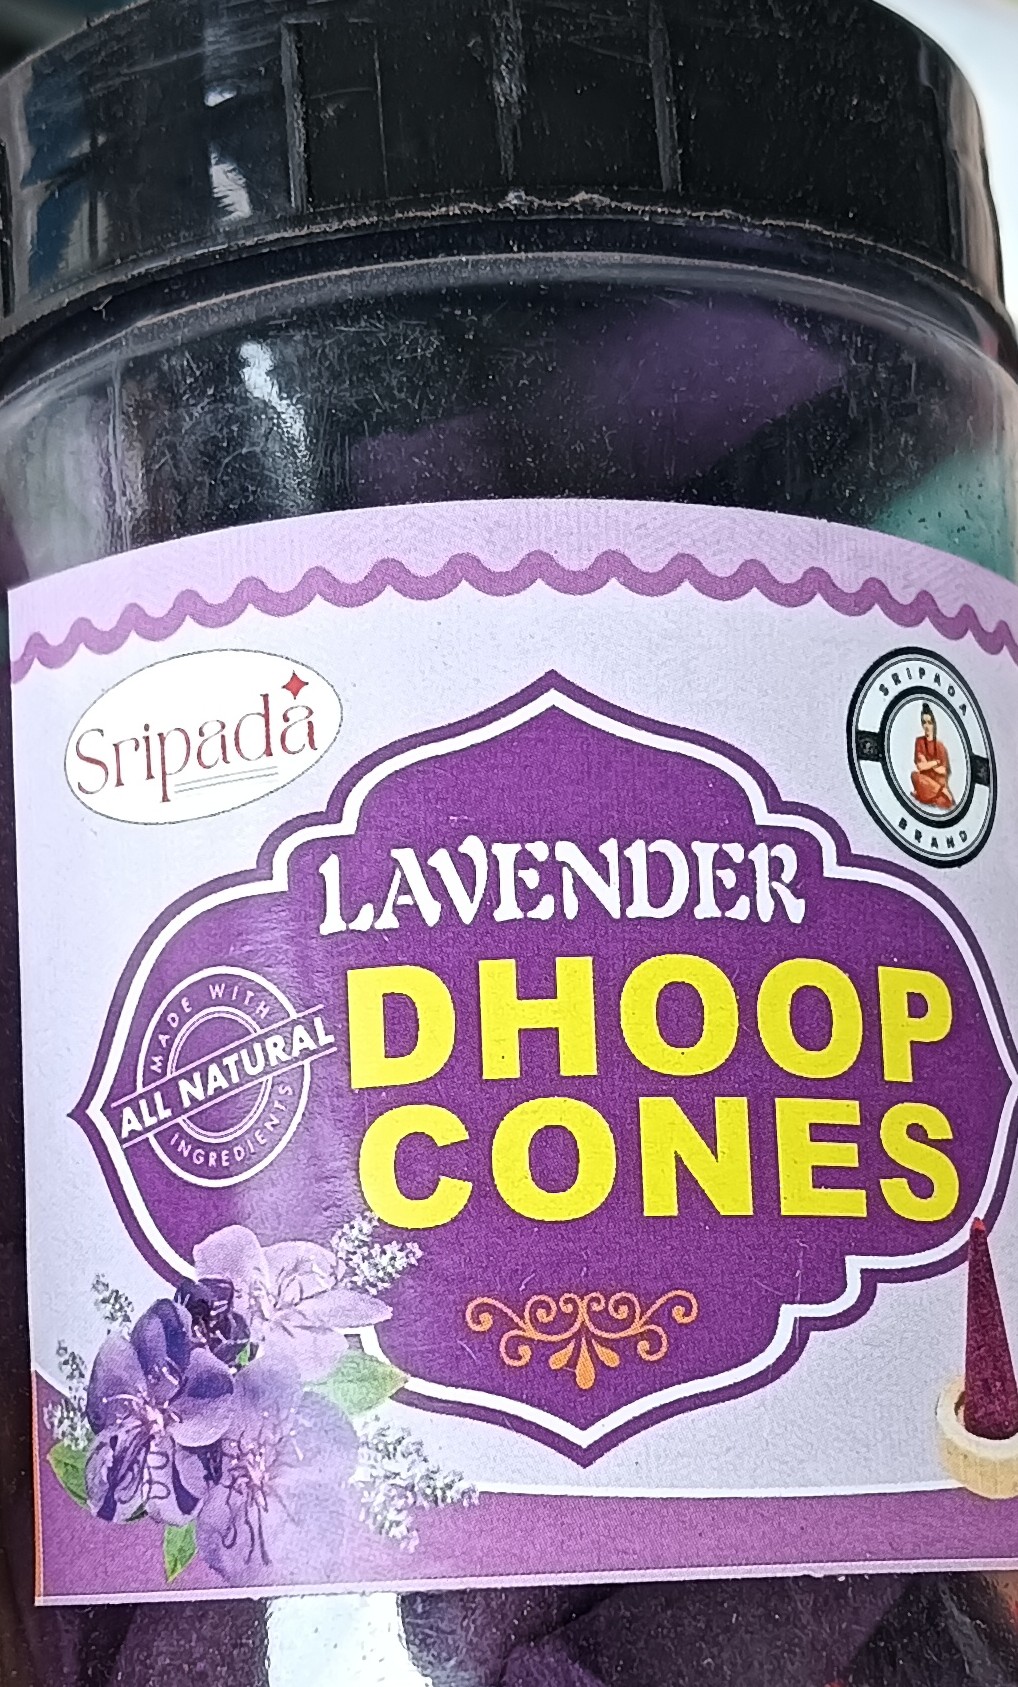 Sripada
SRIPADA
BRAND
LAVENDER
MADE WITH
ALL NATURAL
INGREDIENTS
DHOOP
CONES